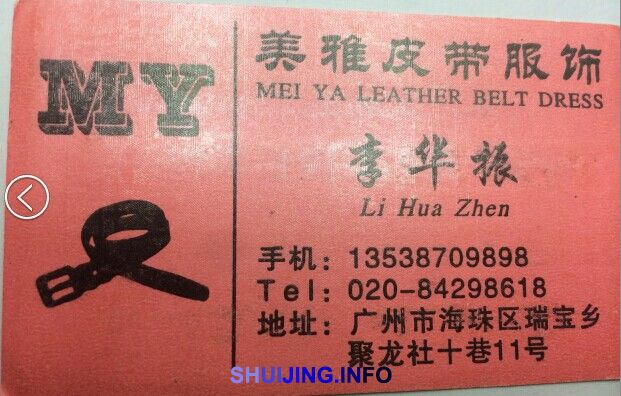 MY
美雅皮带服饰
MEI YA LEATHER BELT DRESS
李华振
Li Hua Zhen
手机：13538709898
Tel：020-84298618
地址：广州市海珠区瑞宝乡
聚龙社十巷11号
SHUIJING.INFO